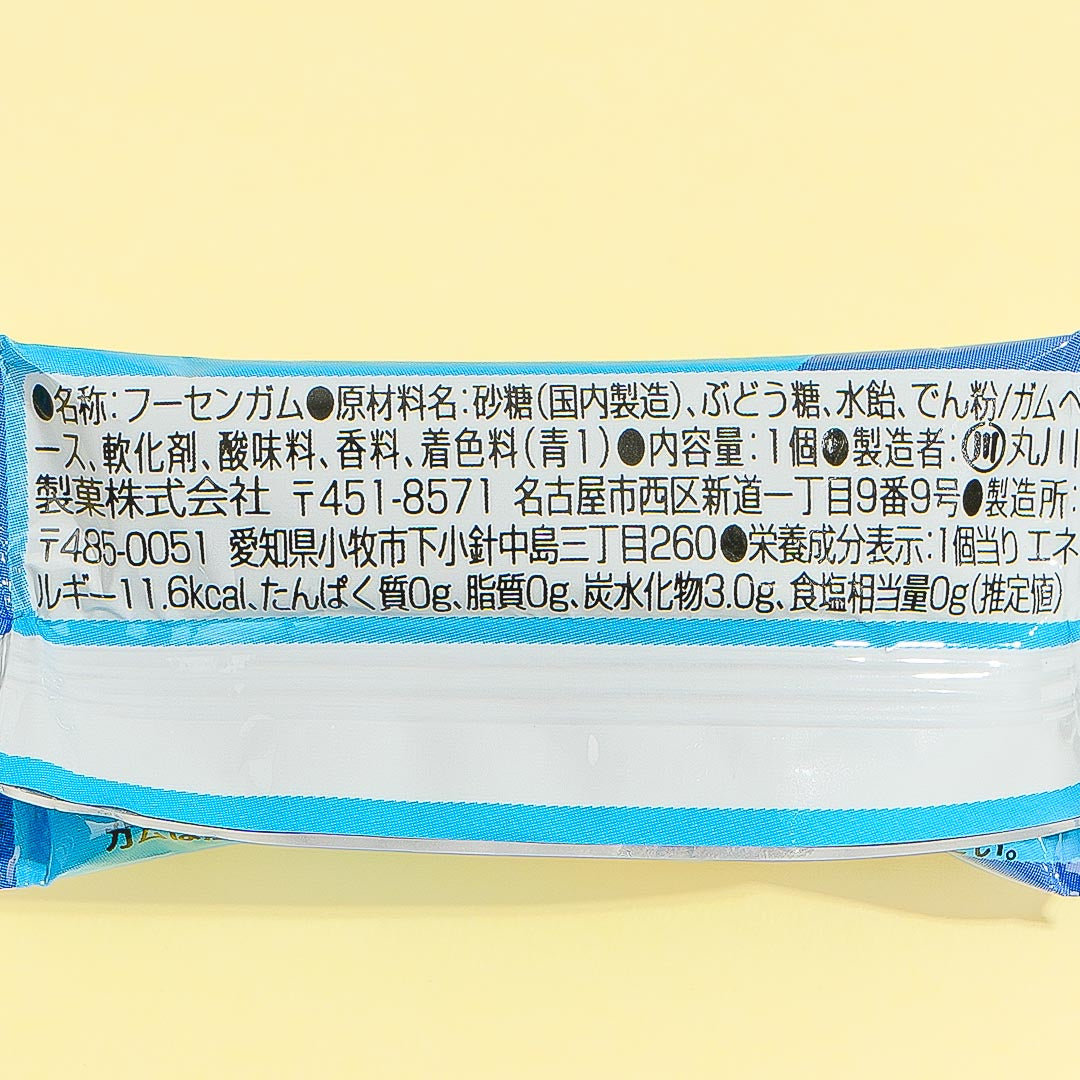 ●名称:フーセンガム●原材料名:砂糖(国内製造)、ぶどう糖、水飴、でん粉/ガムベ
ース、軟化剤、酸味料、香料、着色料(青1)●内容量:1個●製造者:川丸川
製菓株式会社 〒451-8571 名古屋市西区新道一丁目9番9号●製造所:
〒485-0051 愛知県小牧市下小針中島三丁目260●栄養成分表示:1個当り エネ
ルギー11.6kcal、たんぱく質0g、脂質0g、炭水化物3.0g、食塩相当量0g(推定値)